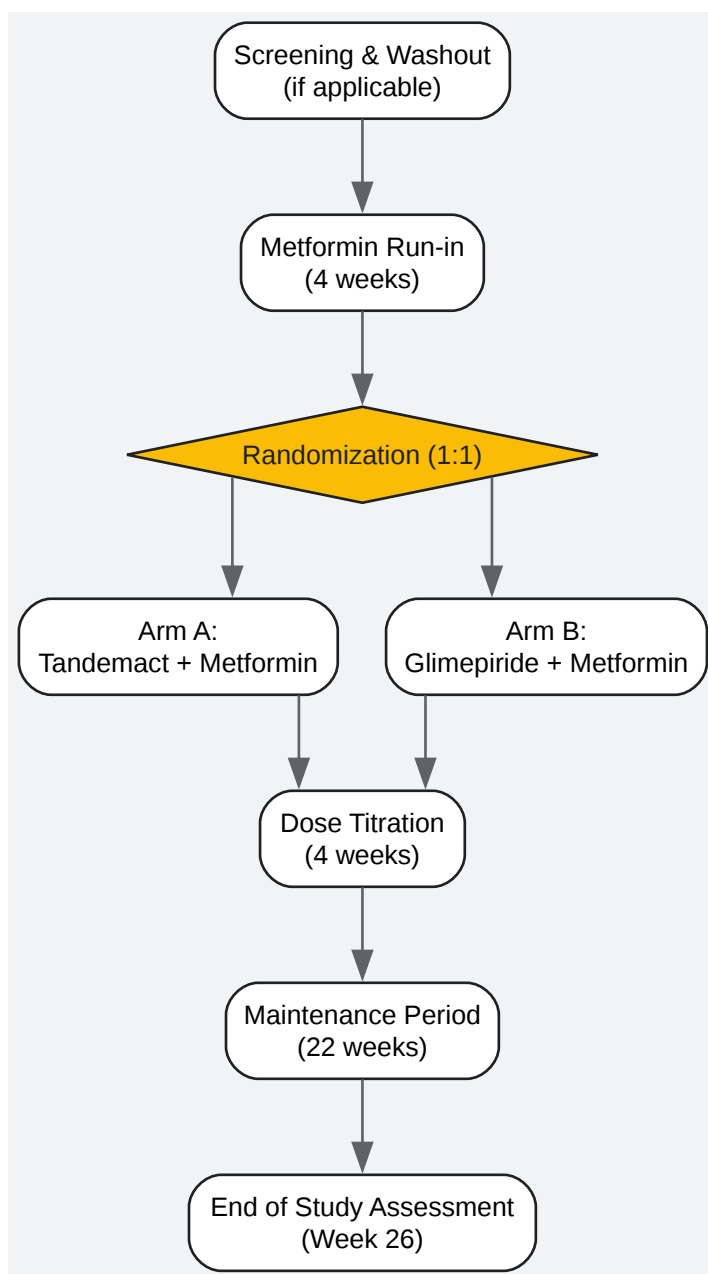 Screening & Washout
(if applicable)
Metformin Run-in
(4 weeks)
Randomization (1:1)
Arm A:
Tandemact + Metformin
Arm B:
Glimepiride + Metformin
Dose Titration
(4 weeks)
Maintenance Period
(22 weeks)
End of Study Assessment
(Week 26)